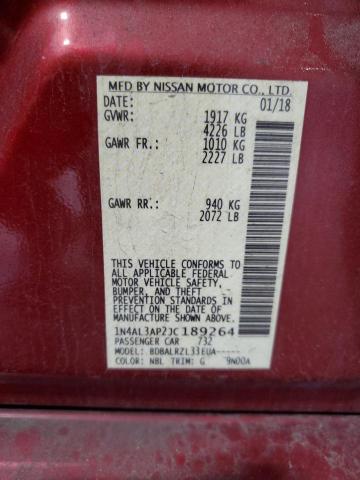 MFD BY NISSAN MOTOR CO., LTD.
DATE: 01/18
GVWR: 1917 KG
4226 LB
GAWR FR: 1010 KG
2227 LB
GAWR RR: 940 KG
2072 LB
THIS VEHICLE CONFORMS TO
ALL APPLICABLE FEDERAL
MOTOR VEHICLE SAFETY,
BUMPER, AND THEFT
PREVENTION STANDARDS
IN EFFECT ON THE DATE OF
MANUFACTURE SHOWN ABOVE.
1N4AL3AP2JC189264
PASSENGER CAR 732
MODEL: BDBALRZL33EUA-----
COLOR: NBL TRIM: G 9N00A